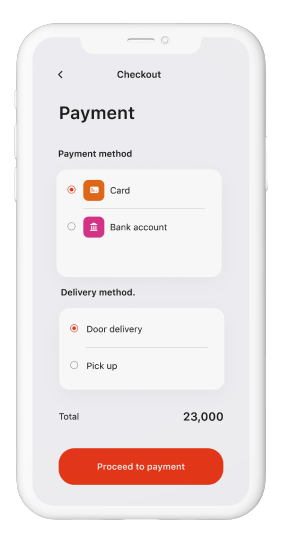 Checkout
Payment
Payment method
Card
Bank account
Delivery method.
Door delivery
Pick up
Total 23,000
Proceed to payment